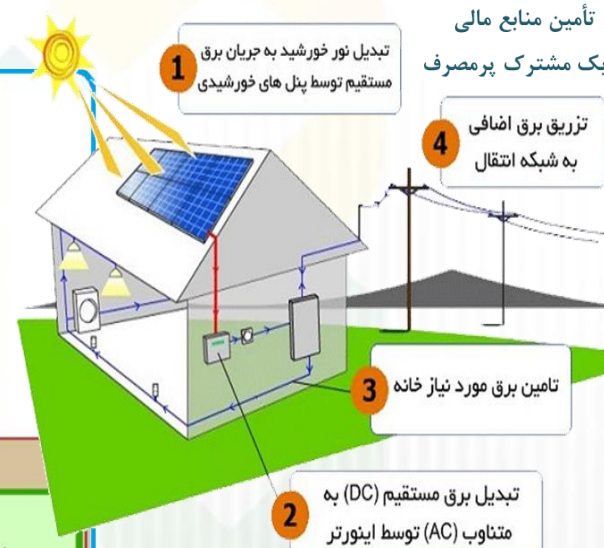 تأمین منابع مالی
یک مشترک پرمصرف
1
تبدیل نور خورشید به جریان برق
مستقیم توسط پنل های خورشیدی
4
تزریق برق اضافی
به شبکه انتقال
3
تامین برق مورد نیاز خانه
2
تبدیل برق مستقیم (DC) به
متناوب (AC) توسط اینورتر